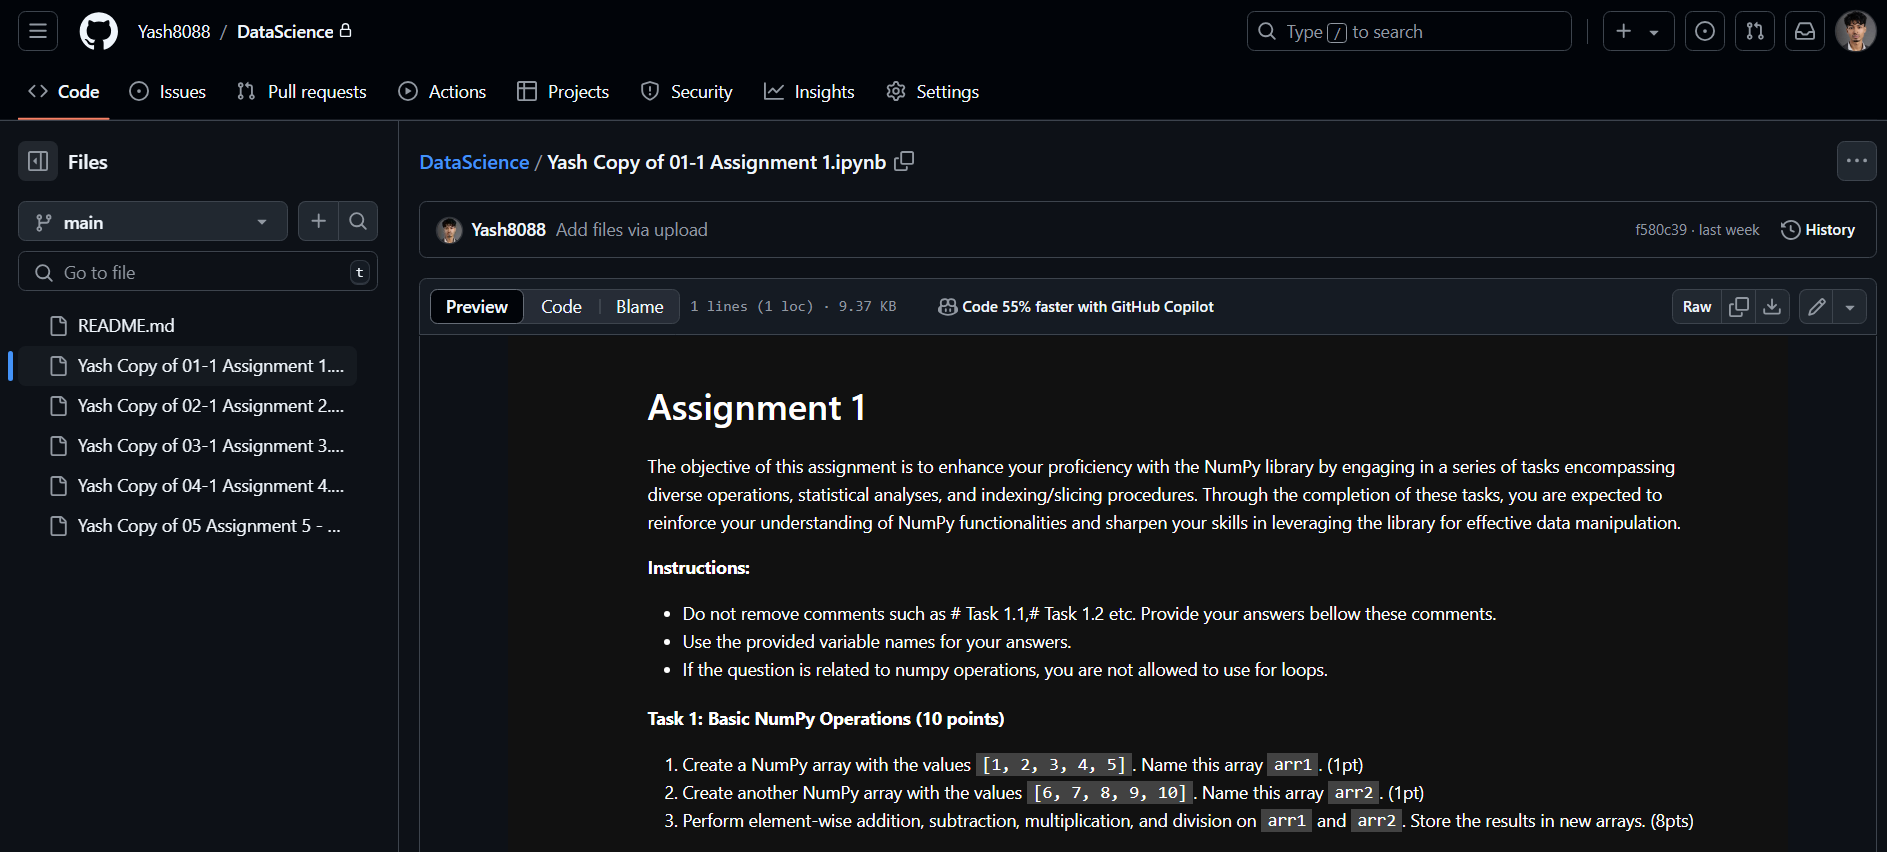 Yash8088 / DataScience
Type / to search
Code Issues Pull requests Actions Projects Security Insights Settings
Files
main
Go to file t
README.md
Yash Copy of 01-1 Assignment 1....
Yash Copy of 02-1 Assignment 2....
Yash Copy of 03-1 Assignment 3....
Yash Copy of 04-1 Assignment 4....
Yash Copy of 05 Assignment 5 - ...
DataScience / Yash Copy of 01-1 Assignment 1.ipynb
Yash8088 Add files via upload f580c39 · last week History
Preview Code Blame 1 lines (1 loc) · 9.37 KB Code 55% faster with GitHub Copilot Raw
Assignment 1
The objective of this assignment is to enhance your proficiency with the NumPy library by engaging in a series of tasks encompassing
diverse operations, statistical analyses, and indexing/slicing procedures. Through the completion of these tasks, you are expected to
reinforce your understanding of NumPy functionalities and sharpen your skills in leveraging the library for effective data manipulation.
Instructions:
• Do not remove comments such as # Task 1.1,# Task 1.2 etc. Provide your answers bellow these comments.
• Use the provided variable names for your answers.
• If the question is related to numpy operations, you are not allowed to use for loops.
Task 1: Basic NumPy Operations (10 points)
1. Create a NumPy array with the values [1, 2, 3, 4, 5]. Name this array arr1. (1pt)
2. Create another NumPy array with the values [6, 7, 8, 9, 10]. Name this array arr2. (1pt)
3. Perform element-wise addition, subtraction, multiplication, and division on arr1 and arr2. Store the results in new arrays. (8pts)